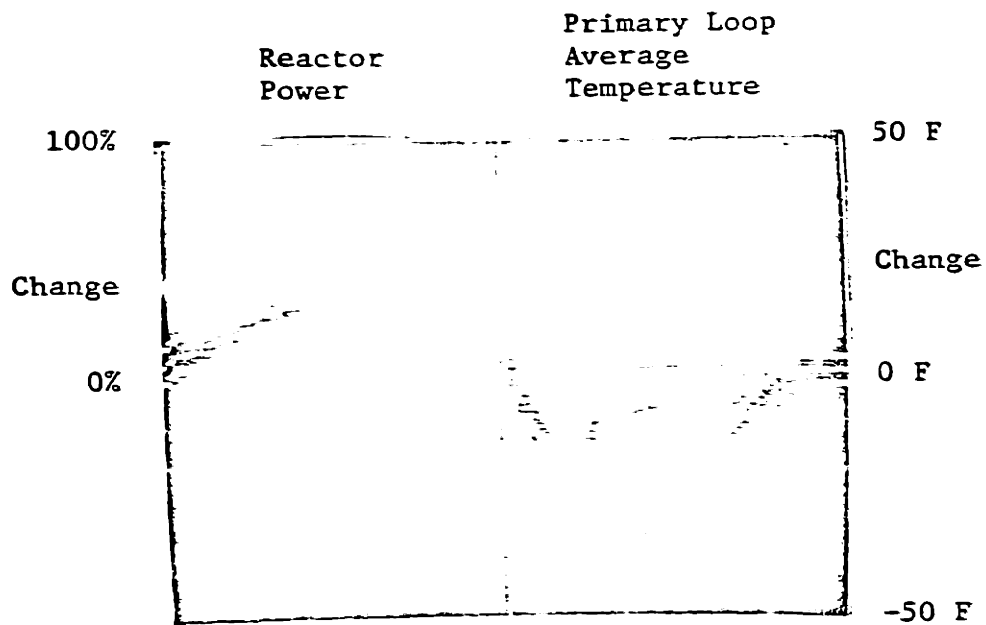 Reactor
Power
Primary Loop
Average
Temperature
100%
Change
0%
50 F
Change
0 F
-50 F